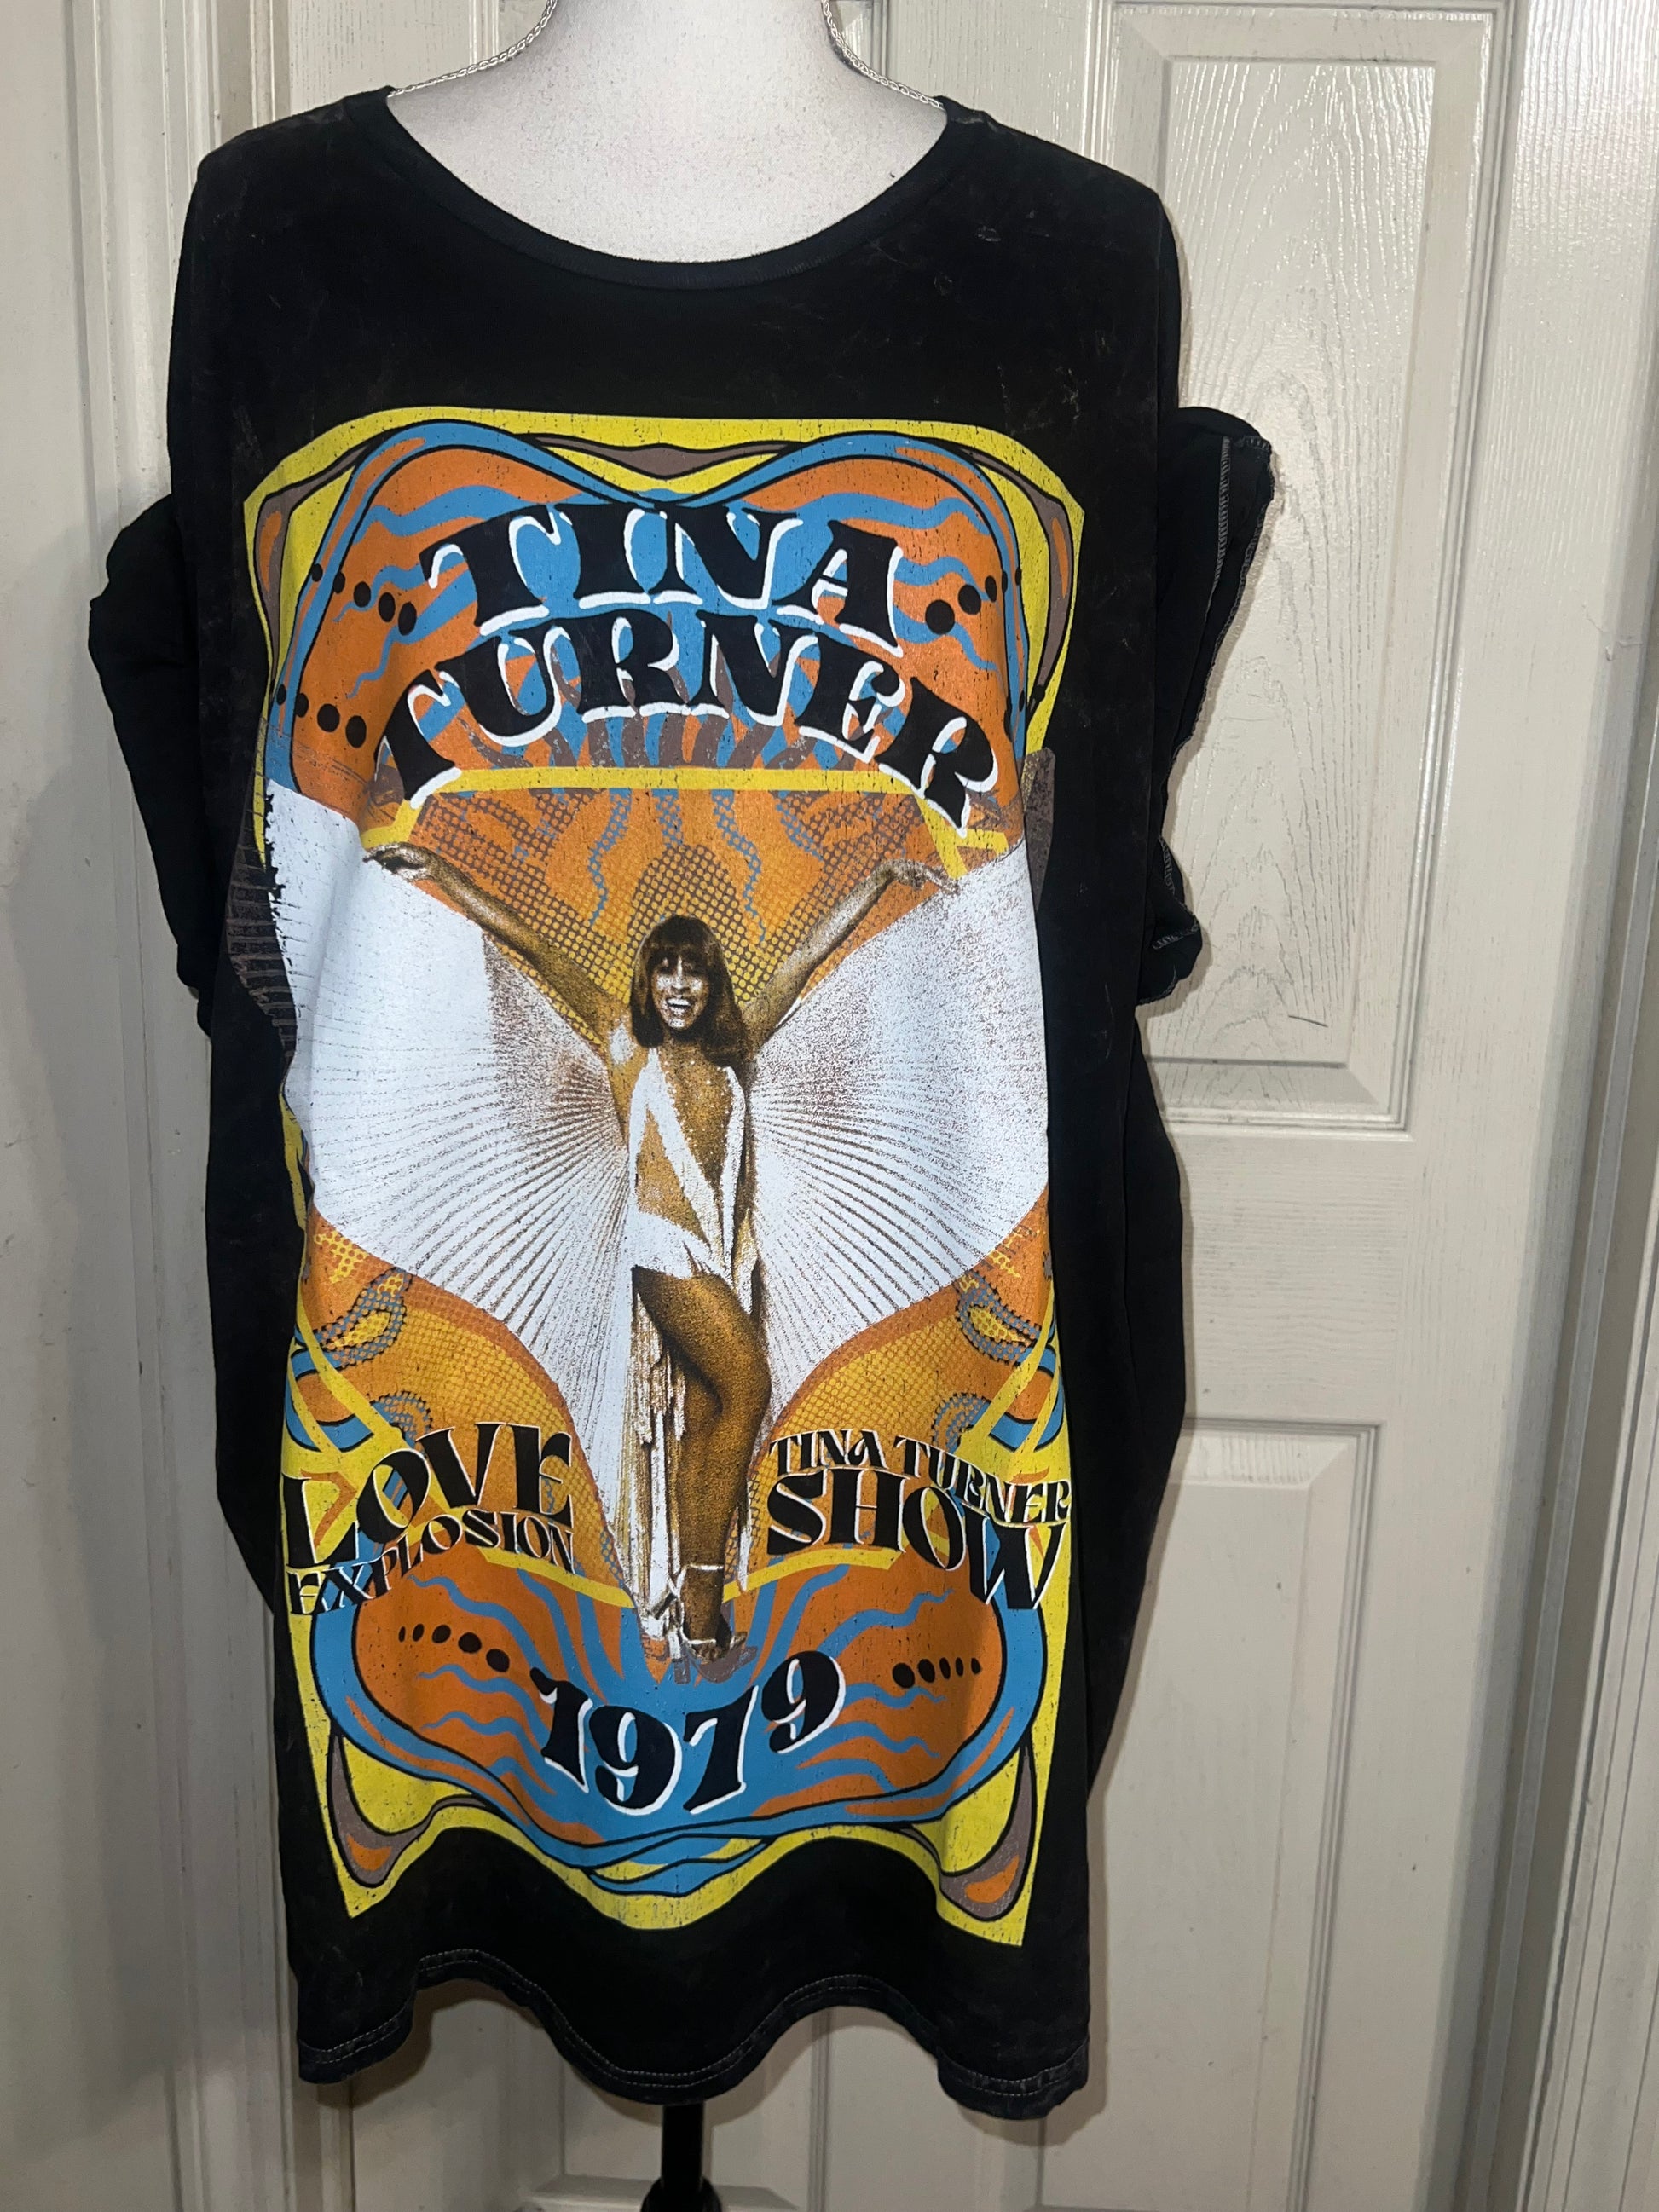 TINA
TURNER
LOVE
EXPLOSION
TINA TURNER
SHOW
1979